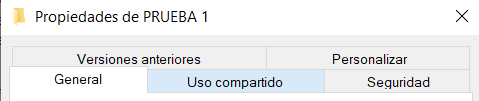 Propiedades de PRUEBA 1
Versiones anteriores Personalizar
General Uso compartido Seguridad